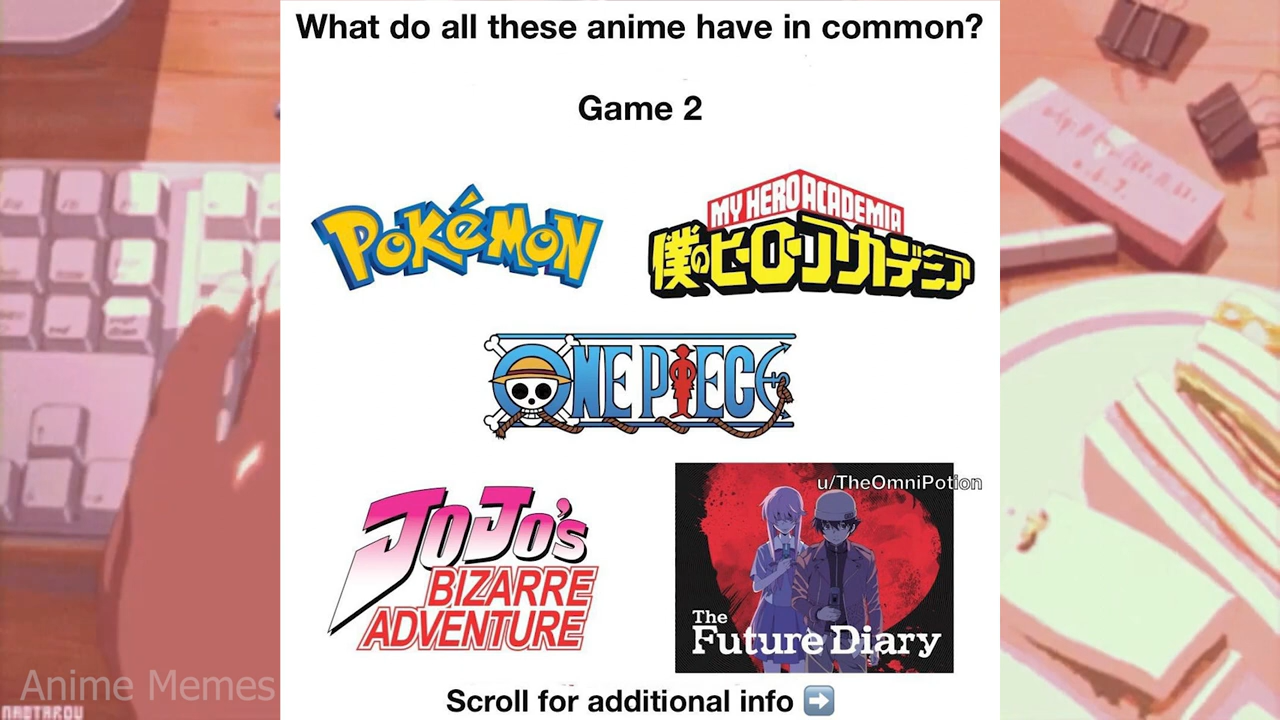 What do all these anime have in common?
Game 2
POKéMON
MY HERO ACADEMIA
僕のヒーローアカデミア
ONE PIECE
u/TheOmniPotion
JOJO's
BIZARRE
ADVENTURE
The
Future Diary
Anime Memes
Scroll for additional info ➡️